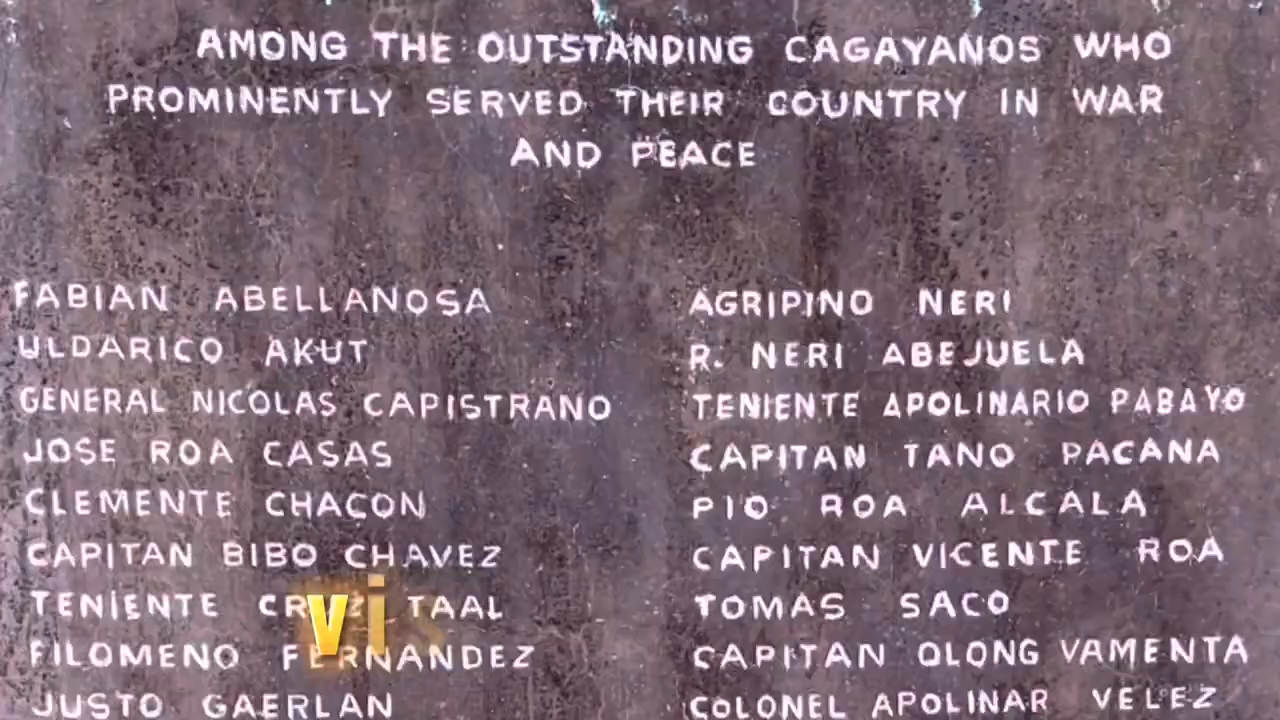 AMONG THE OUTSTANDING CAGAYANOS WHO
PROMINENTLY SERVED THEIR COUNTRY IN WAR
AND PEACE
FABIAN ABELLANOSA
ULDARICO AKUT
GENERAL NICOLAS CAPISTRANO
JOSE ROA CASAS
CLEMENTE CHACON
CAPITAN BIBO CHAVEZ
TENIENTE TAAL
FILOMENO FERNANDEZ
JUSTO GAERLAN
AGRIPINO NERI
R. NERI ABEJUELA
TENIENTE APOLINARIO PABAYO
CAPITAN TANO PACANA
PIO ROA ALCALA
CAPITAN VICENTE ROA
TOMAS SACO
CAPITAN OLONG VAMENTA
COLONEL APOLINAR VELEZ
vis